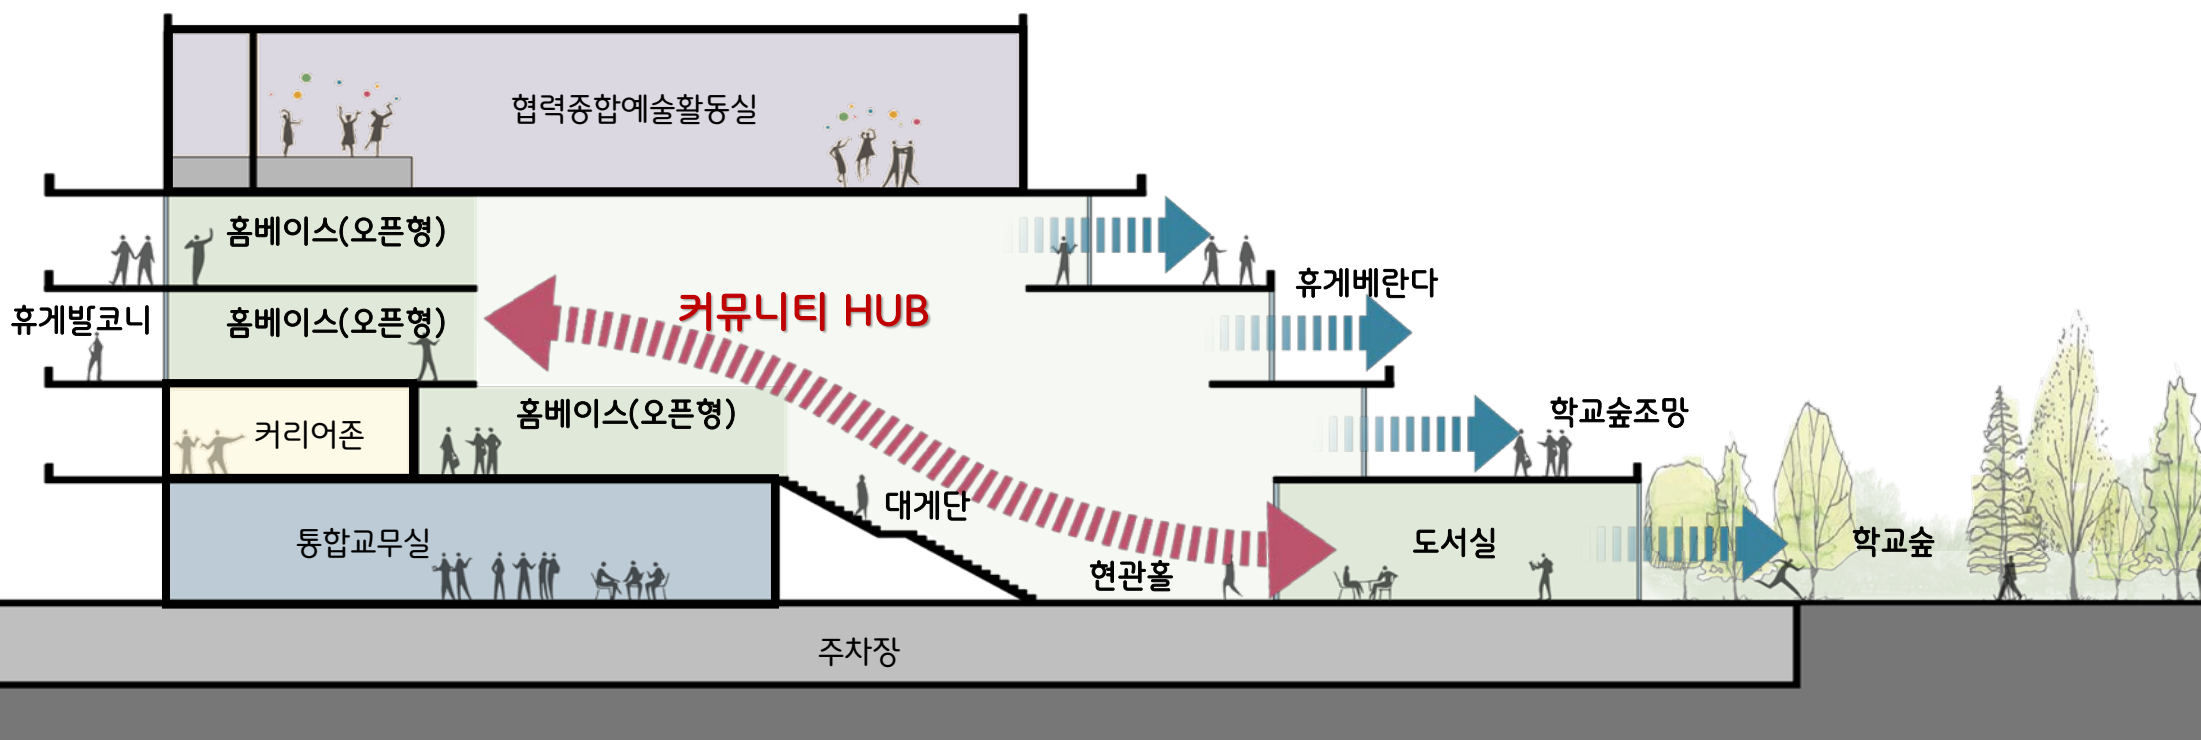 협력종합예술활동실
홈베이스(오픈형)
휴게베란다
휴게발코니
홈베이스(오픈형)
커뮤니티 HUB
커리어존
홈베이스(오픈형)
학교숲조망
대게단
통합교무실
현관홀
도서실
학교숲
주차장